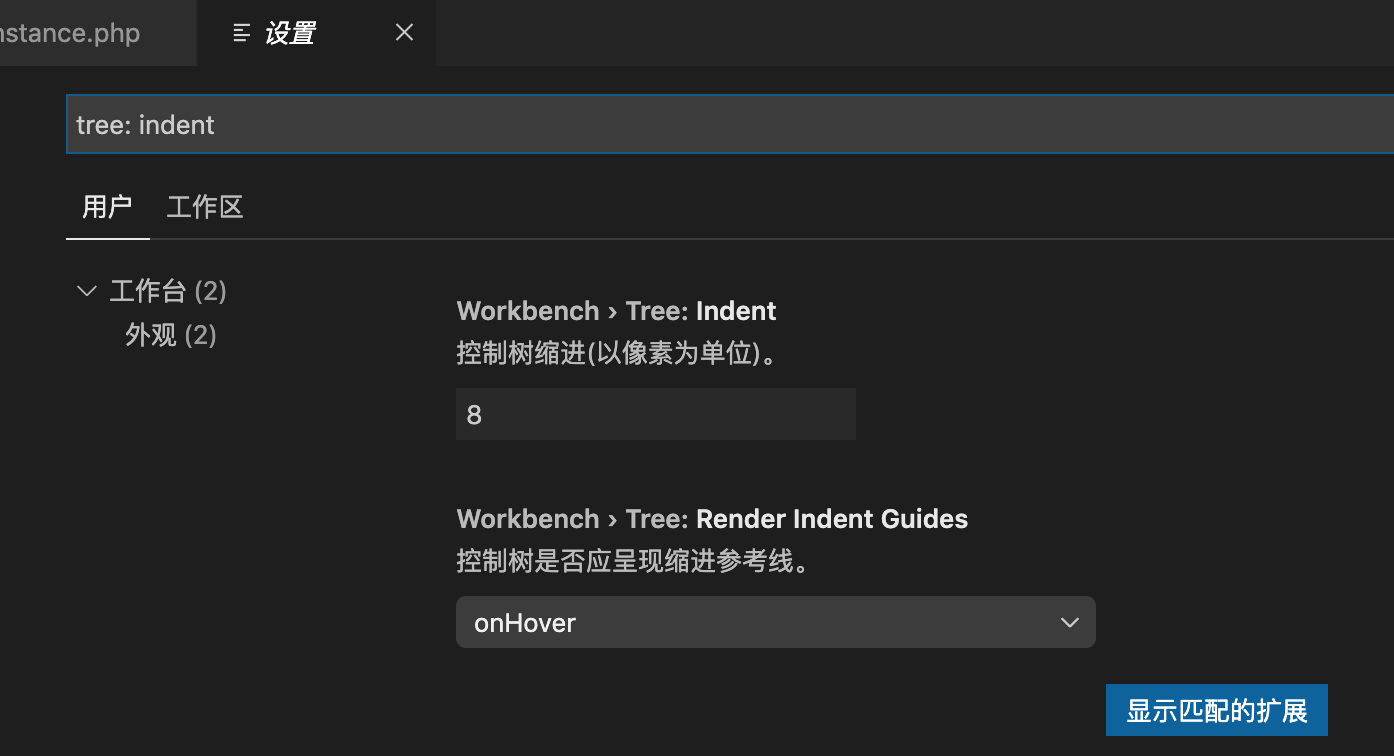 nstance.php
设置
tree: indent
用户 工作区
工作台 (2)
外观 (2)
Workbench › Tree: Indent
控制树缩进(以像素为单位)。
8
Workbench › Tree: Render Indent Guides
控制树是否应呈现缩进参考线。
onHover
显示匹配的扩展